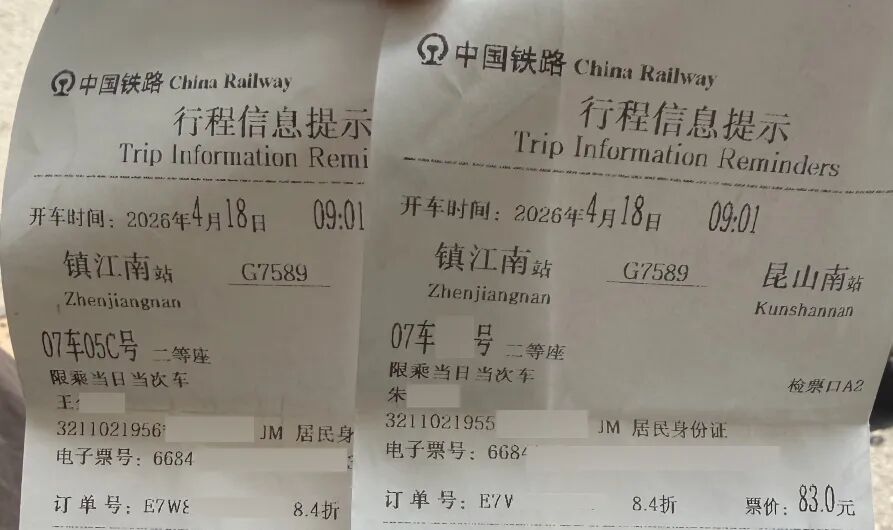 中国铁路 China Railway
行程信息提示
Trip Information Remi
开车时间：2026年4月18日 09:01
镇江南站 G7589
Zhenjiangnan
07车05C号 二等座
限乘当日当次车
王
3211021956 JM 居民身
电子票号：6684
订单号：E7W 8.4折
中国铁路 China Railway
行程信息提示
Trip Information Reminders
开车时间：2026年4月18日 09:01
镇江南站 G7589 昆山南站
Zhenjiangnan Kunshannan
07车 号 二等座
限乘当日当次车 检票口A2
朱
3211021955 JM 居民身份证
电子票号：668
订单号：E7 8.4折 票价：83.0元